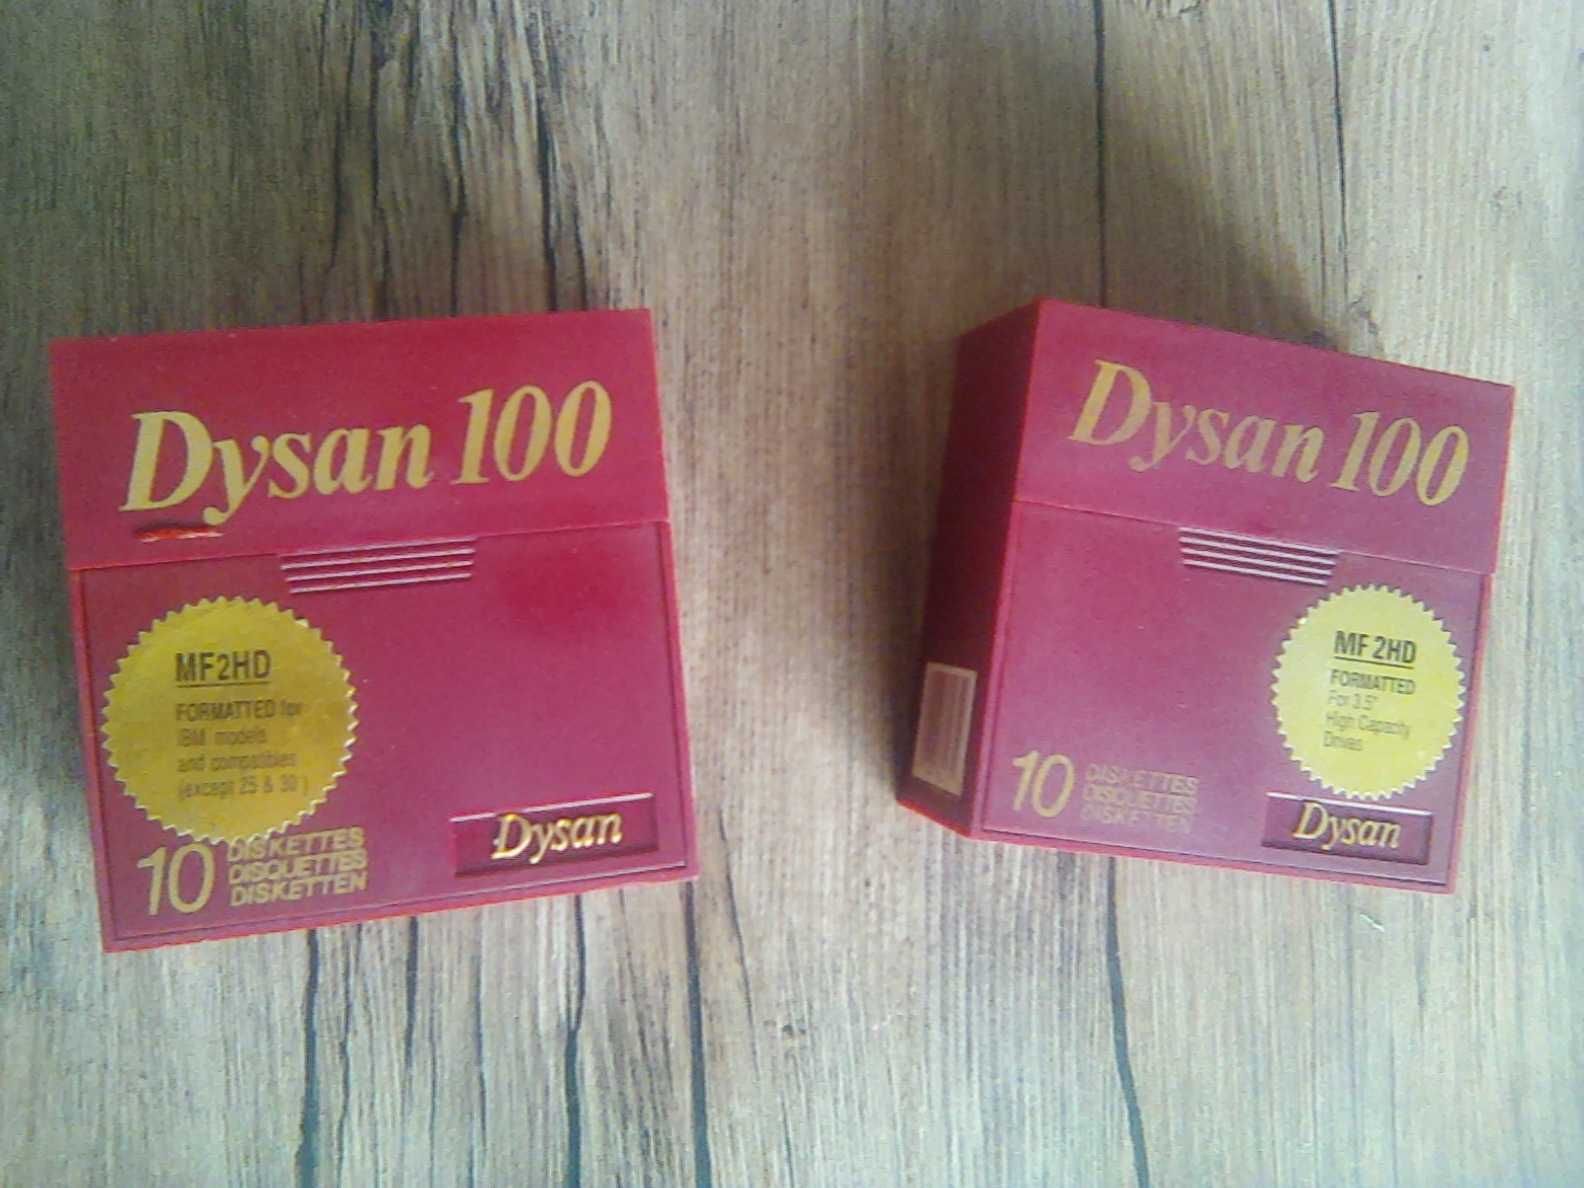 Dysan 100
MF2HD
FORMATTED for
IBM models
and compatibles
(except 25 & 30)
10 DISKETTES
DISQUETTES
DISKETTEN
Dysan
Dysan 100
MF 2HD
FORMATTED
For 3.5"
High Capacity
Drives
10 DISKETTES
DISQUETTES
DISKETTEN
Dysan